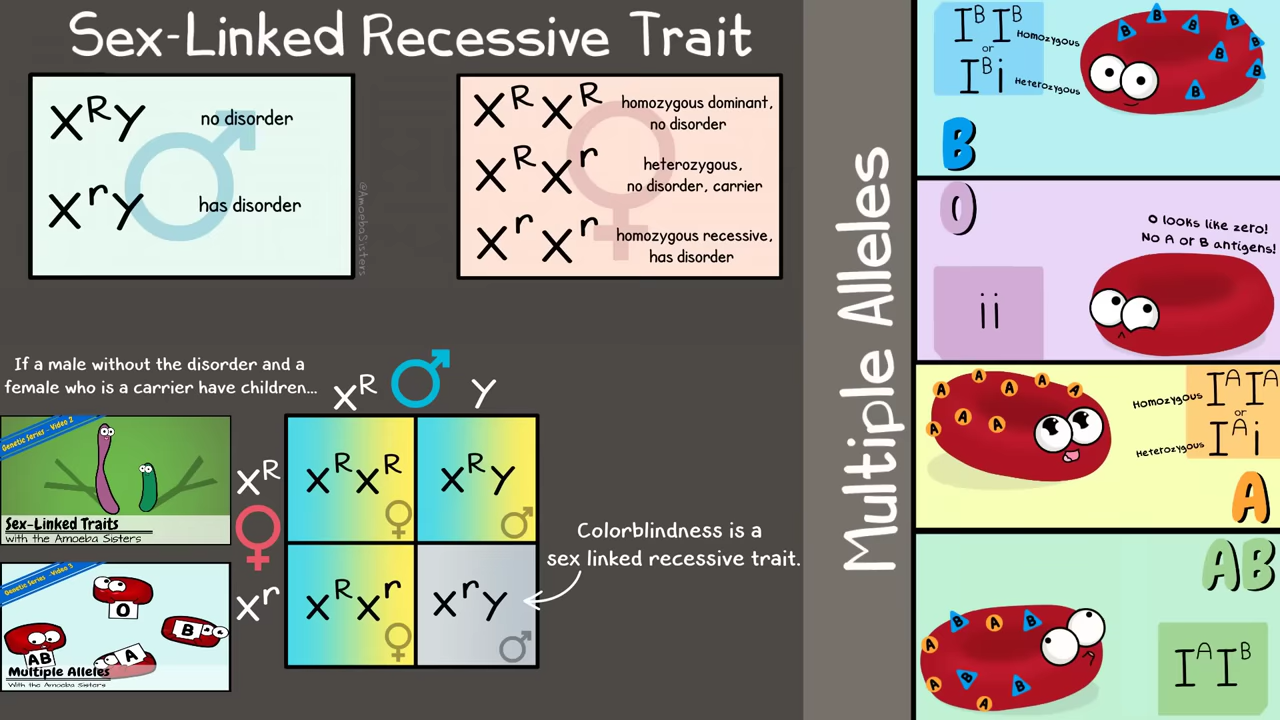 Sex-Linked Recessive Trait
X^R Y no disorder
X^r Y has disorder
@AmoebaSisters
X^R X^R homozygous dominant,
no disorder
X^R X^r heterozygous,
no disorder, carrier
X^r X^r homozygous recessive,
has disorder
If a male without the disorder and a
female who is a carrier have children...
X^R Y
X^R
X^R X^R X^R Y
X^r
X^R X^r X^r Y
Colorblindness is a
sex linked recessive trait.
Genetic Series - Video 2
Sex-Linked Traits
with the Amoeba Sisters
Genetic Series - Video 3
O
B
AB
A
Multiple Alleles
With the Amoeba Sisters
Multiple Alleles
I^B I^B Homozygous
or
I^B i Heterozygous
B B B B B B B
B
O
O looks like zero!
No A or B antigens!
ii
A A A A A A A A
Homozygous I^A I^A
or
Heterozygous I^A i
A
AB
B A B
A
A B B
A
I^A I^B